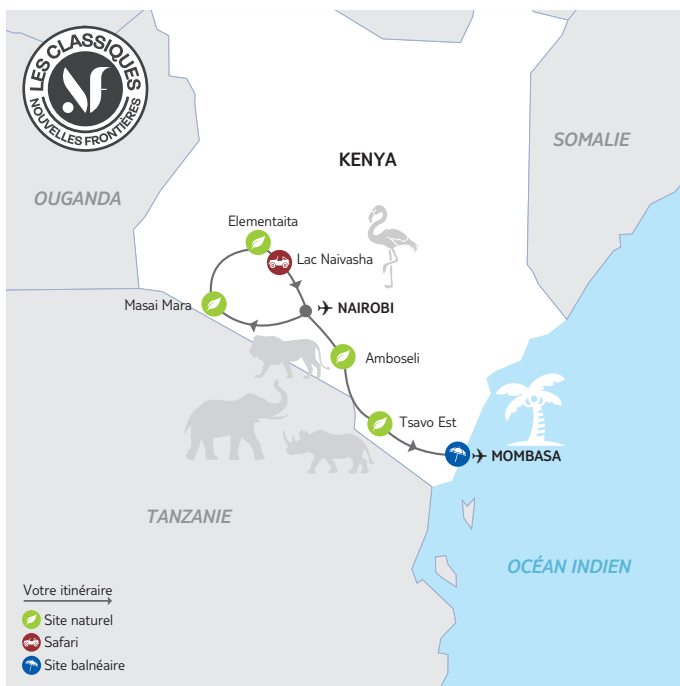 LES CLASSIQUES
NF
NOUVELLES FRONTIÈRES
SOMALIE
KENYA
OUGANDA
Elementaita
Lac Naivasha
Masai Mara
NAIROBI
Amboseli
Tsavo Est
MOMBASA
TANZANIE
OCÉAN INDIEN
Votre itinéraire
Site naturel
Safari
Site balnéaire